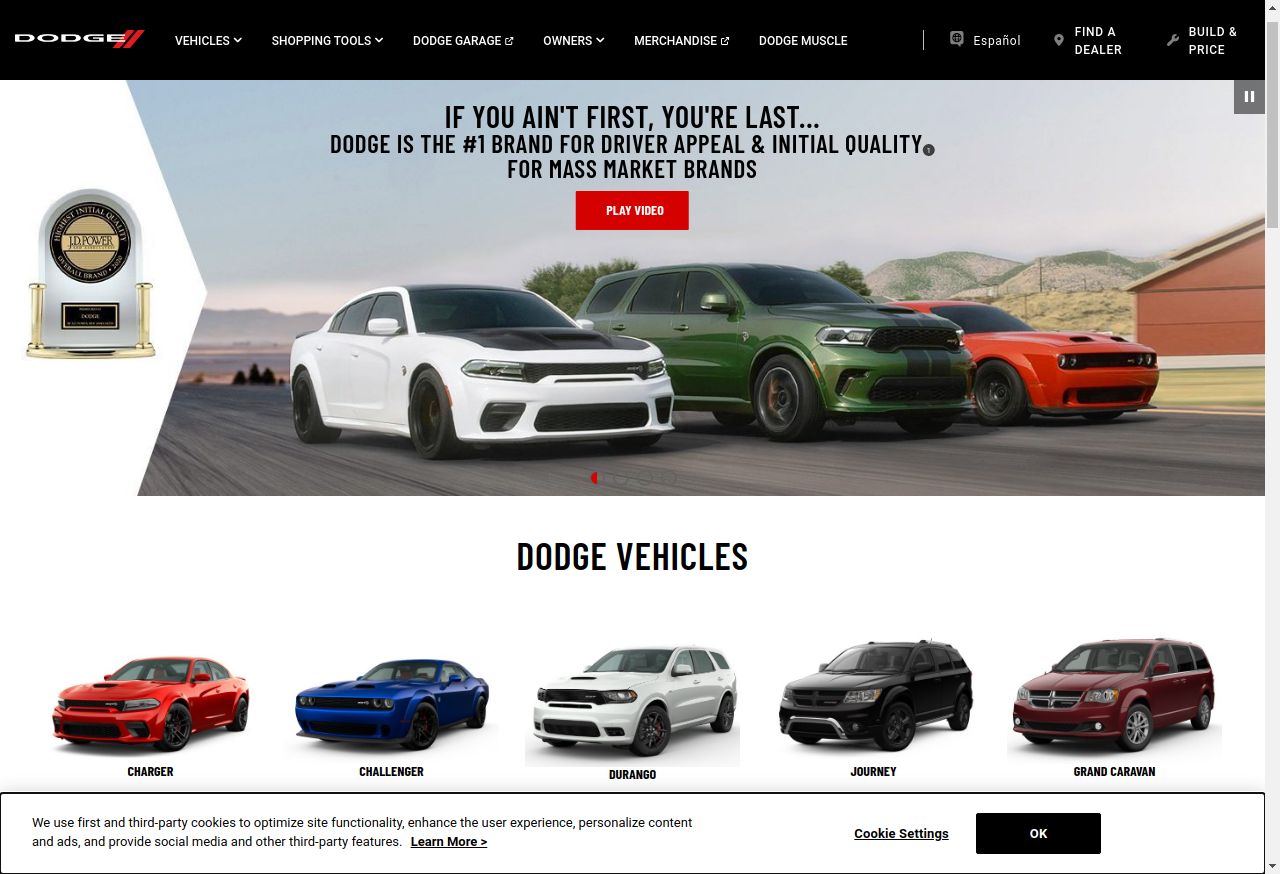 DODGE
VEHICLES
SHOPPING TOOLS
DODGE GARAGE
OWNERS
MERCHANDISE
DODGE MUSCLE
Español
FIND A
DEALER
BUILD &
PRICE
IF YOU AIN'T FIRST, YOU'RE LAST...
DODGE IS THE #1 BRAND FOR DRIVER APPEAL & INITIAL QUALITY 1
FOR MASS MARKET BRANDS
PLAY VIDEO
HIGHEST INITIAL QUALITY
J.D. POWER
OVERALL BRAND • 2020
DODGE
DODGE VEHICLES
CHARGER
CHALLENGER
DURANGO
JOURNEY
GRAND CARAVAN
We use first and third-party cookies to optimize site functionality, enhance the user experience, personalize content
and ads, and provide social media and other third-party features. Learn More >
Cookie Settings
OK